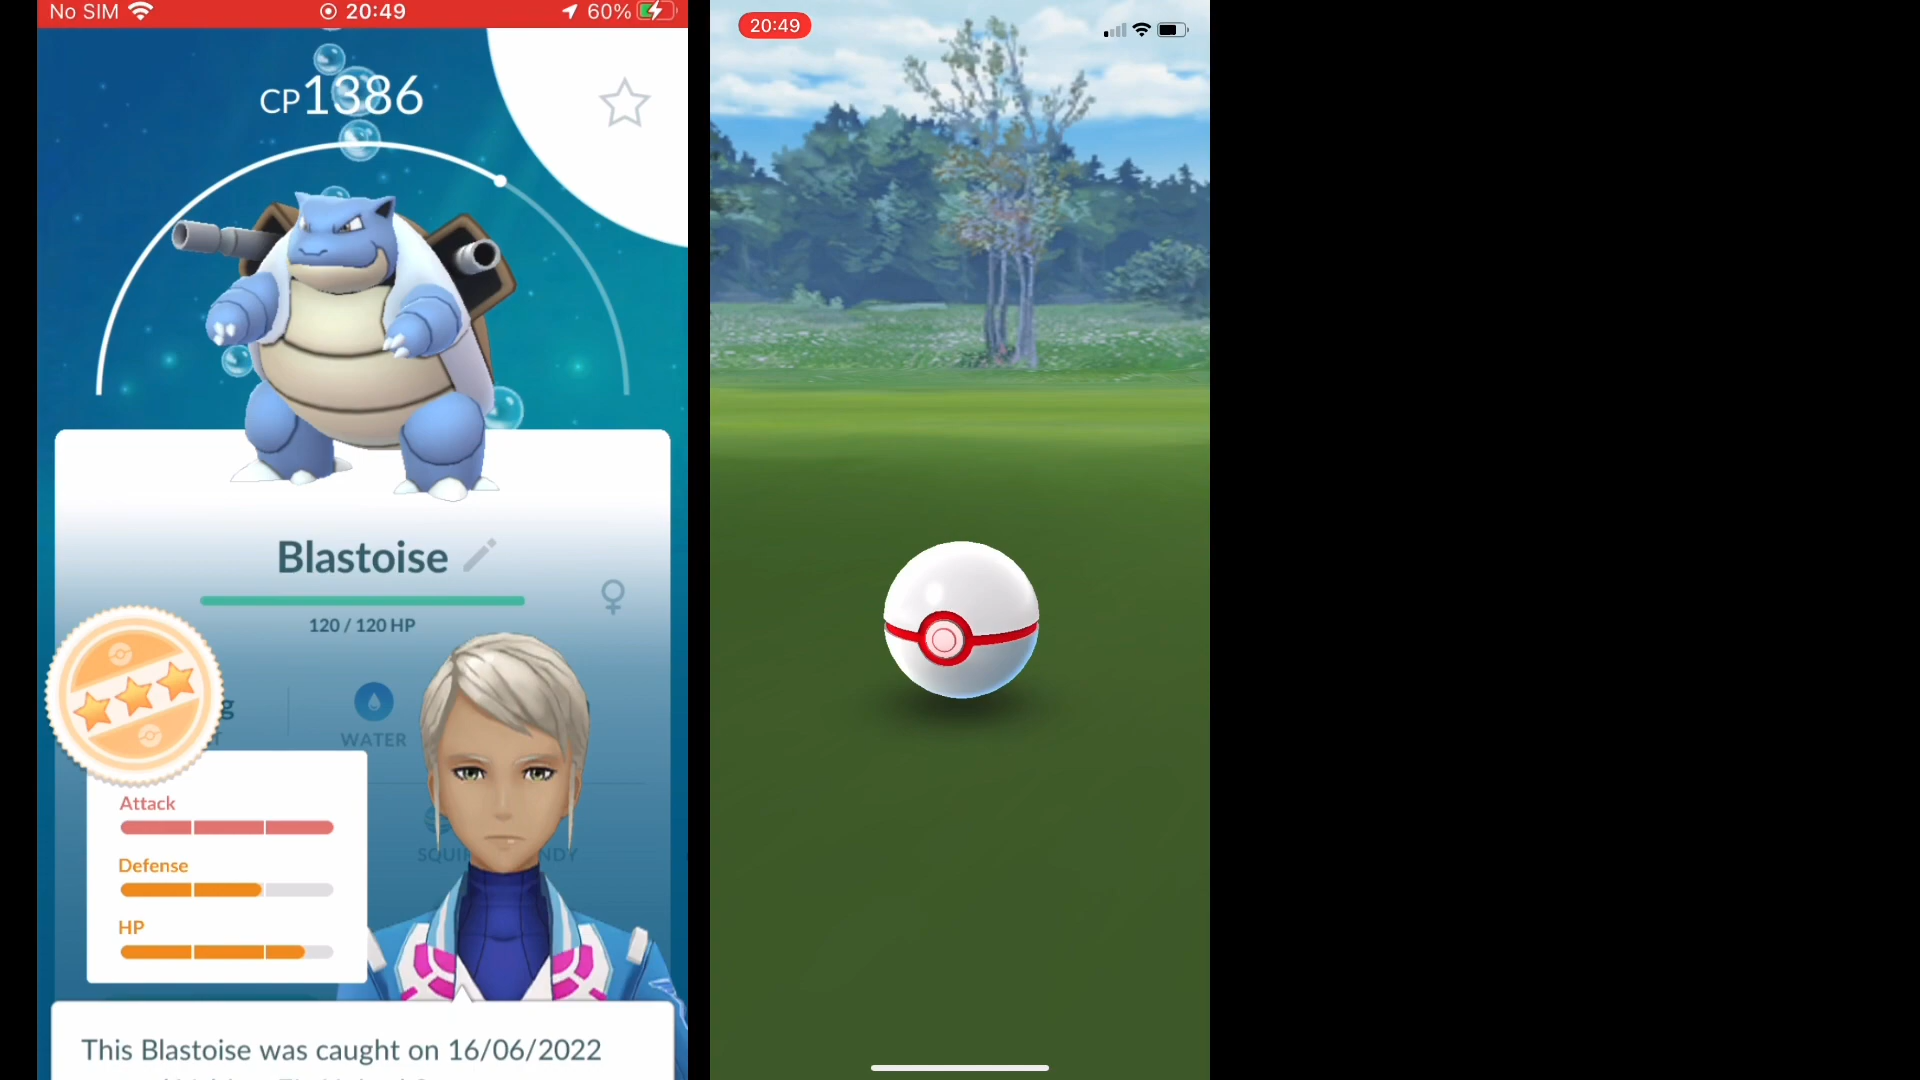 No SIM 20:49 60%
CP1386
Blastoise
120 / 120 HP
WATER
Attack
Defense
HP
This Blastoise was caught on 16/06/2022
20:49